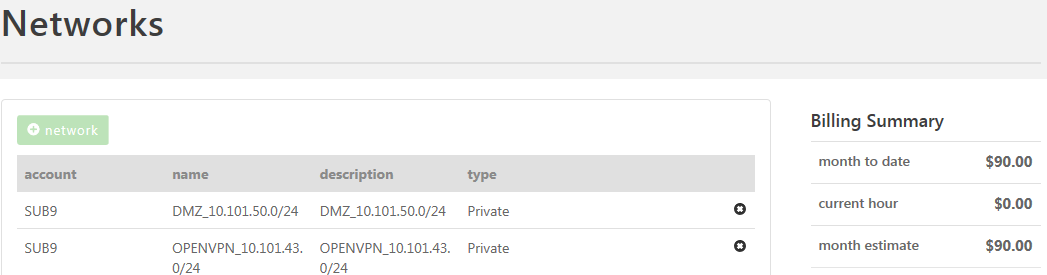 Networks
network
Billing Summary
account name description type
month to date $90.00
SUB9 DMZ_10.101.50.0/24 DMZ_10.101.50.0/24 Private
current hour $0.00
SUB9 OPENVPN_10.101.43. OPENVPN_10.101.43. Private
0/24 0/24
month estimate $90.00